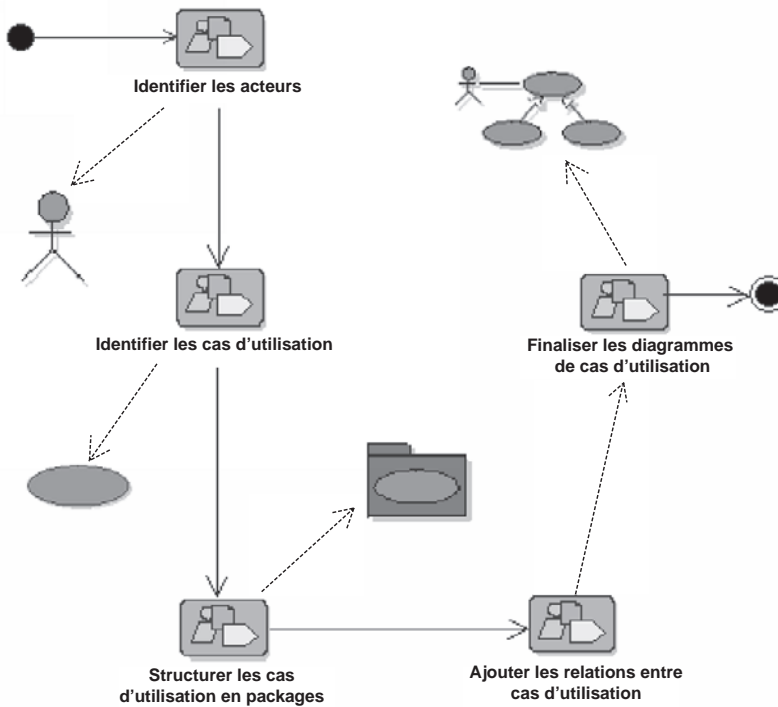 Identifier les acteurs
Identifier les cas d'utilisation
Finaliser les diagrammes
de cas d'utilisation
Structurer les cas
d'utilisation en packages
Ajouter les relations entre
cas d'utilisation